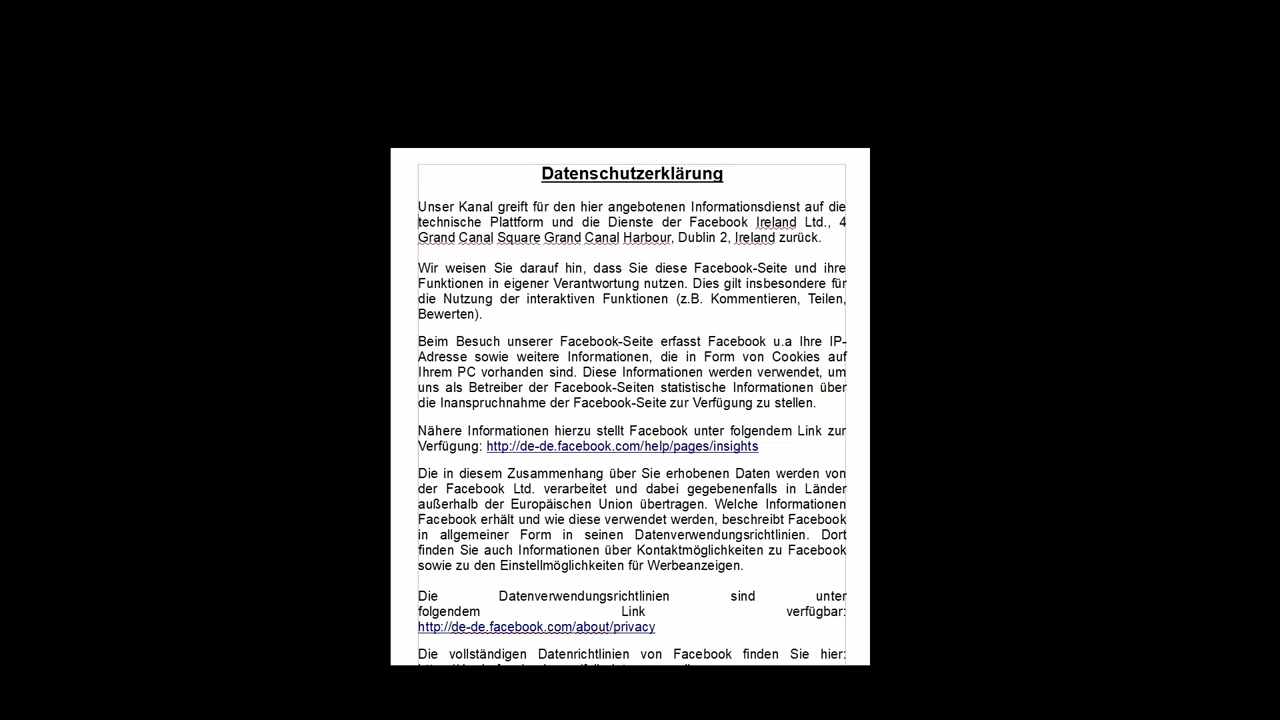 Datenschutzerklärung
Unser Kanal greift für den hier angebotenen Informationsdienst auf die
technische Plattform und die Dienste der Facebook Ireland Ltd., 4
Grand Canal Square Grand Canal Harbour, Dublin 2, Ireland zurück.
Wir weisen Sie darauf hin, dass Sie diese Facebook-Seite und ihre
Funktionen in eigener Verantwortung nutzen. Dies gilt insbesondere für
die Nutzung der interaktiven Funktionen (z.B. Kommentieren, Teilen,
Bewerten).
Beim Besuch unserer Facebook-Seite erfasst Facebook u.a Ihre IP-
Adresse sowie weitere Informationen, die in Form von Cookies auf
Ihrem PC vorhanden sind. Diese Informationen werden verwendet, um
uns als Betreiber der Facebook-Seiten statistische Informationen über
die Inanspruchnahme der Facebook-Seite zur Verfügung zu stellen.
Nähere Informationen hierzu stellt Facebook unter folgendem Link zur
Verfügung: http://de-de.facebook.com/help/pages/insights
Die in diesem Zusammenhang über Sie erhobenen Daten werden von
der Facebook Ltd. verarbeitet und dabei gegebenenfalls in Länder
außerhalb der Europäischen Union übertragen. Welche Informationen
Facebook erhält und wie diese verwendet werden, beschreibt Facebook
in allgemeiner Form in seinen Datenverwendungsrichtlinien. Dort
finden Sie auch Informationen über Kontaktmöglichkeiten zu Facebook
sowie zu den Einstellmöglichkeiten für Werbeanzeigen.
Die Datenverwendungsrichtlinien sind unter
folgendem Link verfügbar:
http://de-de.facebook.com/about/privacy
Die vollständigen Datenrichtlinien von Facebook finden Sie hier: